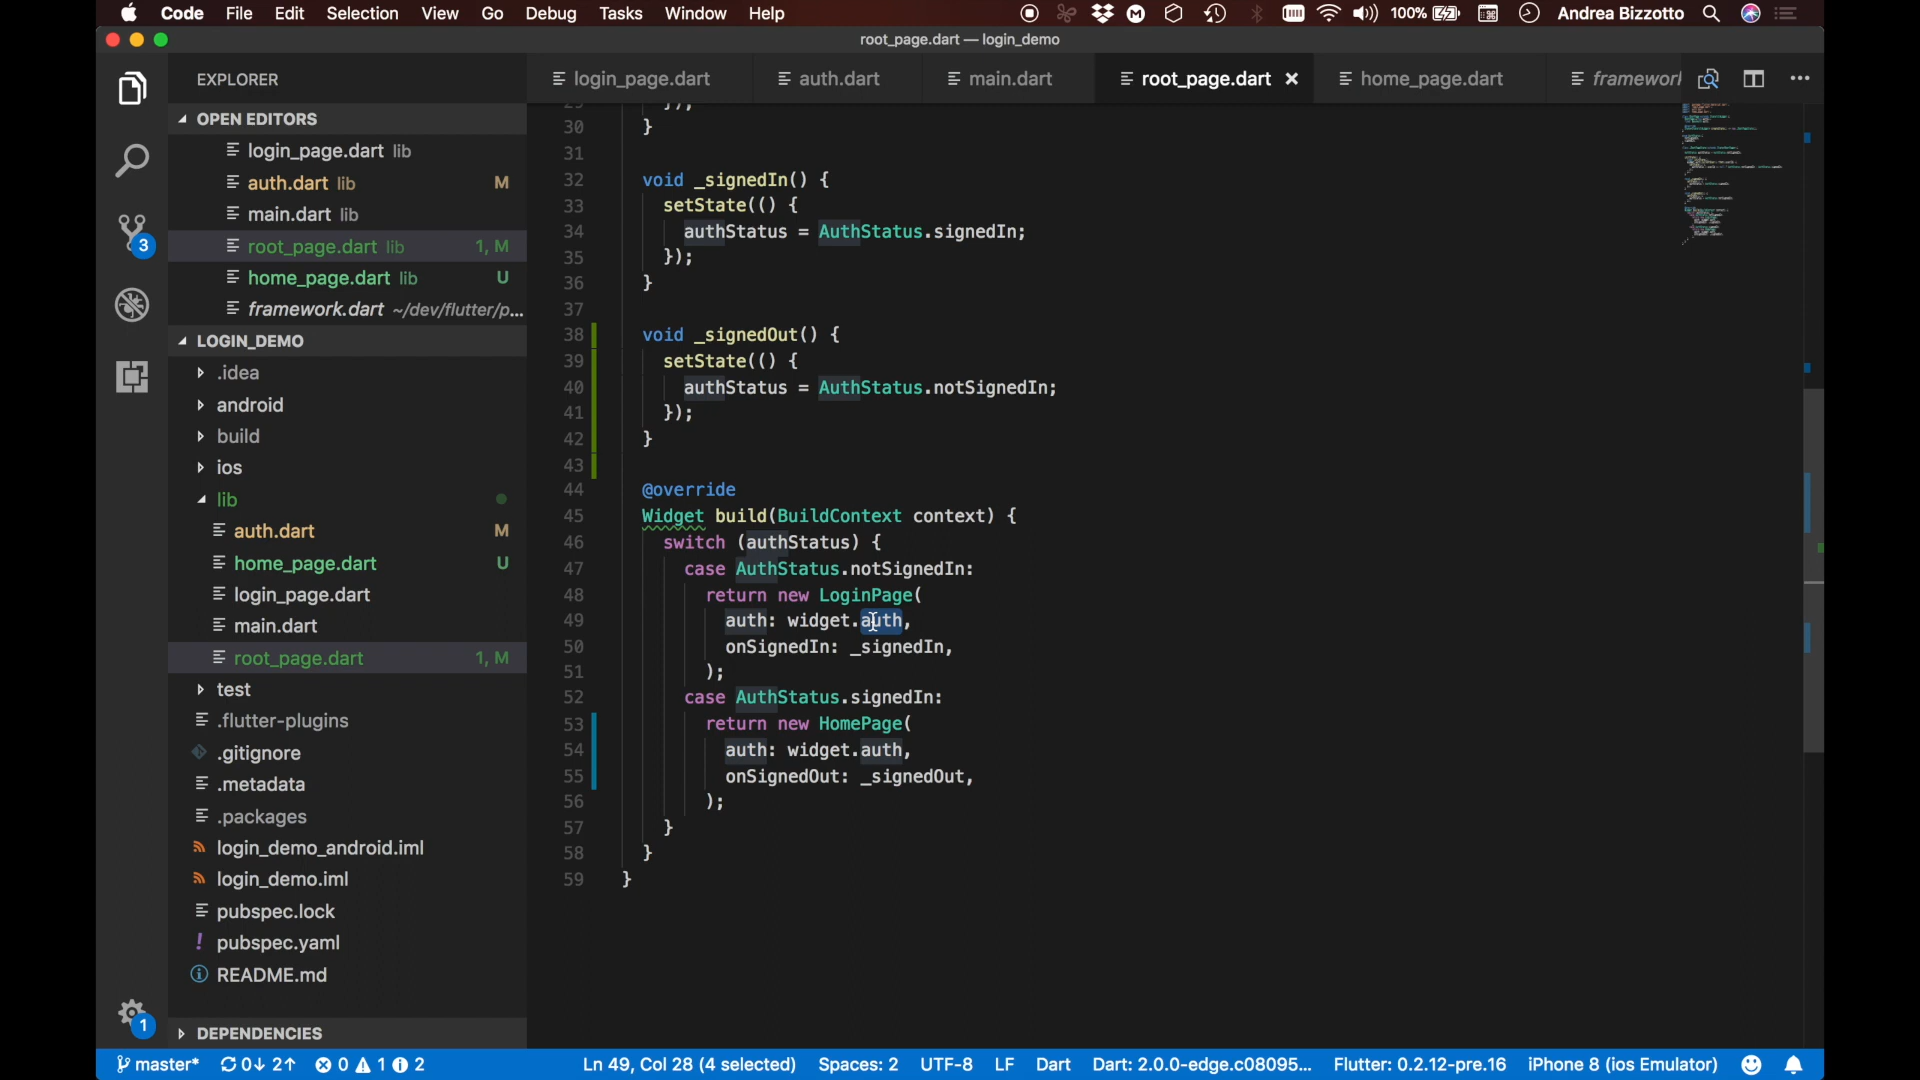 Code File Edit Selection View Go Debug Tasks Window Help 100% Andrea Bizzotto
root_page.dart — login_demo
EXPLORER
login_page.dart auth.dart main.dart root_page.dart home_page.dart framework
OPEN EDITORS
login_page.dart lib
auth.dart lib M
main.dart lib
root_page.dart lib 1, M
home_page.dart lib U
framework.dart ~/dev/flutter/p...
LOGIN_DEMO
.idea
android
build
ios
lib
auth.dart M
home_page.dart U
login_page.dart
main.dart
root_page.dart 1, M
test
.flutter-plugins
.gitignore
.metadata
.packages
login_demo_android.iml
login_demo.iml
pubspec.lock
pubspec.yaml
README.md
DEPENDENCIES
3
1
29 });
30 }
31
32 void _signedIn() {
33 setState(() {
34 authStatus = AuthStatus.signedIn;
35 });
36 }
37
38 void _signedOut() {
39 setState(() {
40 authStatus = AuthStatus.notSignedIn;
41 });
42 }
43
44 @override
45 Widget build(BuildContext context) {
46 switch (authStatus) {
47 case AuthStatus.notSignedIn:
48 return new LoginPage(
49 auth: widget.auth,
50 onSignedIn: _signedIn,
51 );
52 case AuthStatus.signedIn:
53 return new HomePage(
54 auth: widget.auth,
55 onSignedOut: _signedOut,
56 );
57 }
58 }
59 }
master* 0↓ 2↑ 0 1 2 Ln 49, Col 28 (4 selected) Spaces: 2 UTF-8 LF Dart Dart: 2.0.0-edge.c08095... Flutter: 0.2.12-pre.16 iPhone 8 (ios Emulator)